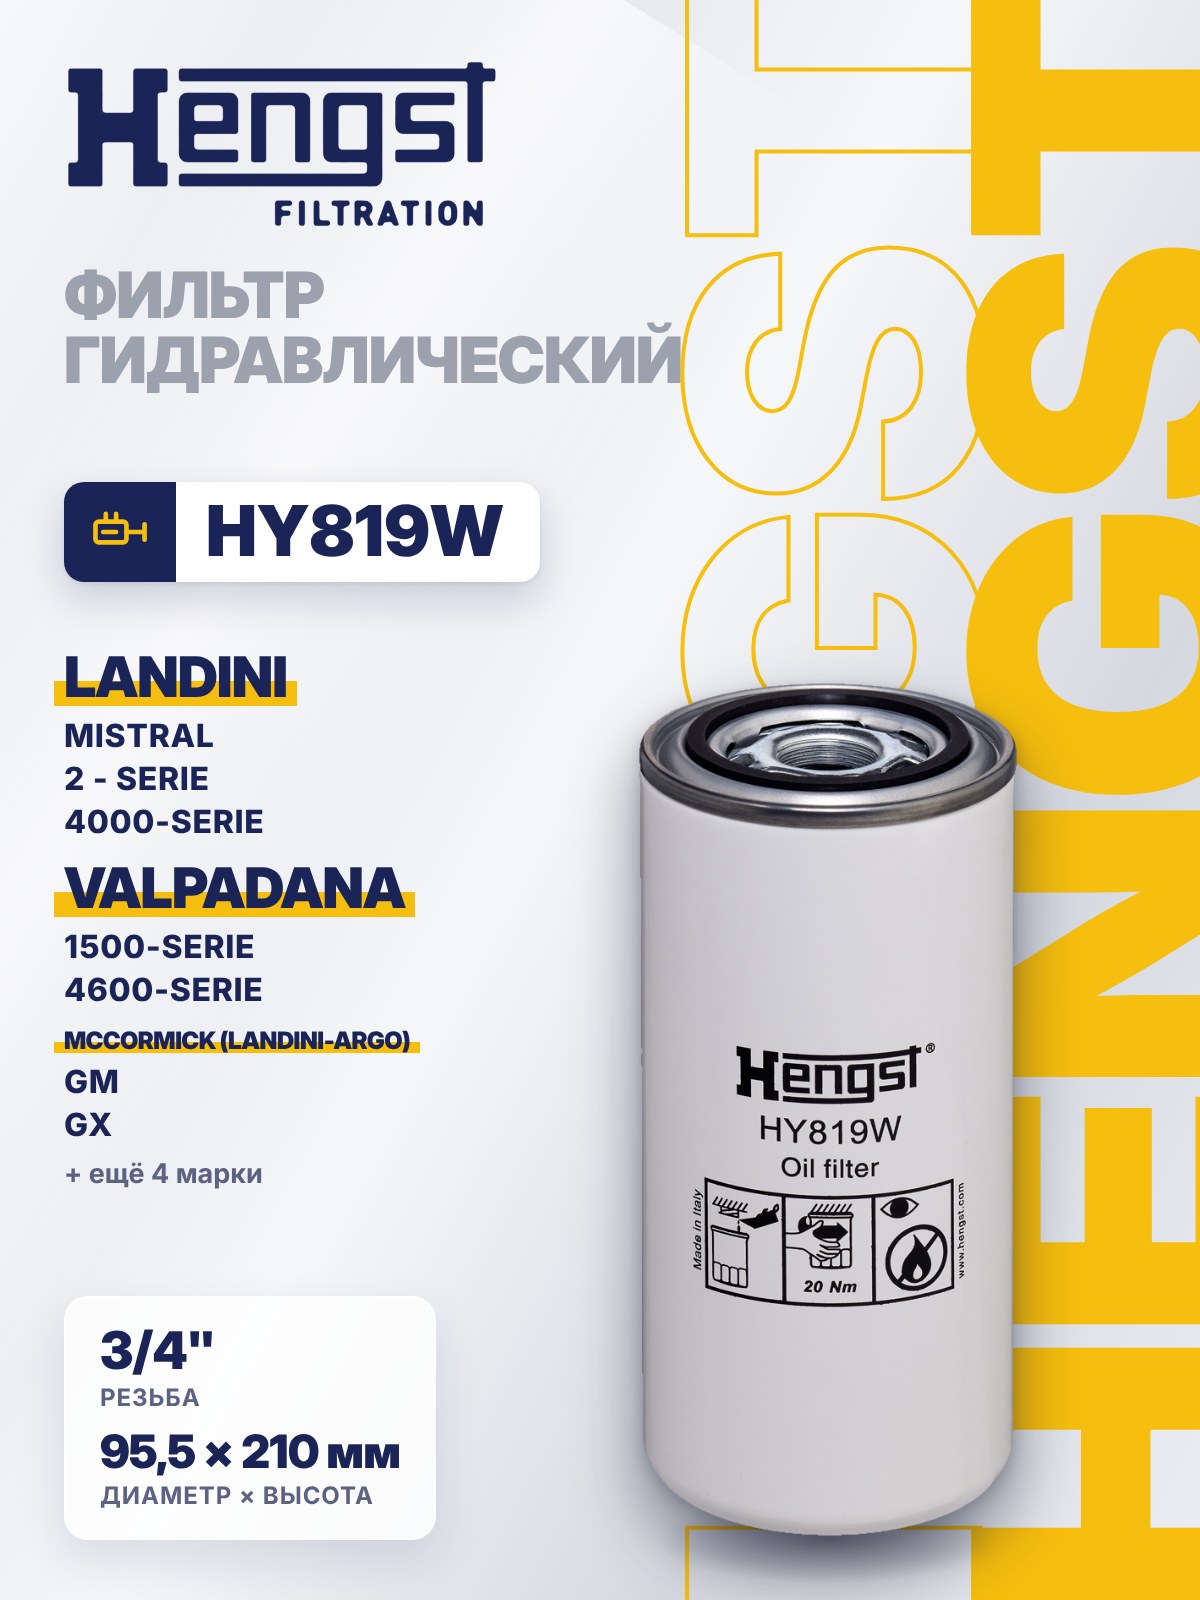 Hengst
FILTRATION
ФИЛЬТР
ГИДРАВЛИЧЕСКИЙ
HY819W
LANDINI
MISTRAL
2 - SERIE
4000-SERIE
VALPADANA
1500-SERIE
4600-SERIE
MCCORMICK (LANDINI-ARGO)
GM
GX
+ ещё 4 марки
3/4"
РЕЗЬБА
95,5 × 210 мм
ДИАМЕТР × ВЫСОТА
HENGST
Hengst®
HY819W
Oil filter
Made in Italy
20 Nm
www.hengst.com